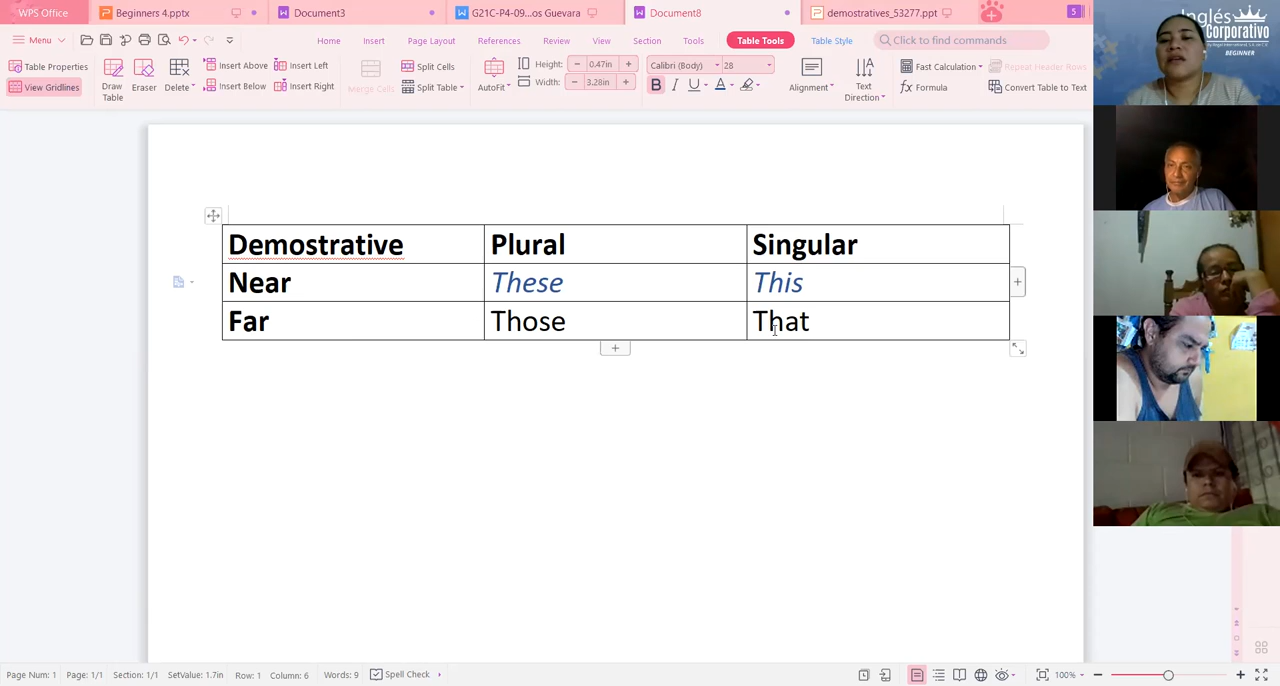 WPS Office Beginners 4.pptx Document3 G21C-P4-09...os Guevara Document8 demostratives_53277.ppt 5
Menu Home Insert Page Layout References Review View Section Tools Table Tools Table Style Click to find commands
Table Properties Insert Above Insert Left Split Cells Height: 0.47in Calibri (Body) 28 Fast Calculation Repeat Header Rows
View Gridlines Draw Table Eraser Delete Insert Below Insert Right Merge Cells Split Table AutoFit Width: 3.28in B I U A Alignment Text Direction fx Formula Convert Table to Text
Inglés
Corporativo
BEGINNER
Demostrative Plural Singular
Near These This
Far Those That
Page Num: 1 Page: 1/1 Section: 1/1 SetValue: 1.7in Row: 1 Column: 6 Words: 9 Spell Check 100%